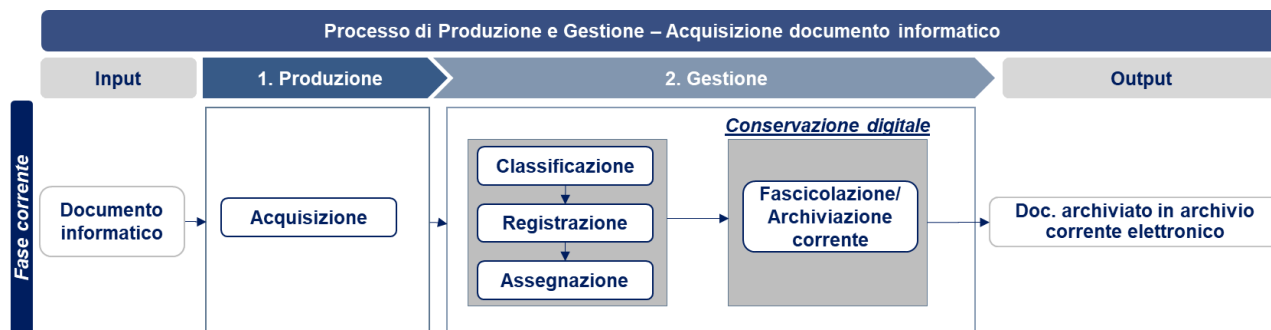 Processo di Produzione e Gestione – Acquisizione documento informatico
Input
1. Produzione
2. Gestione
Output
Fase corrente
Documento
informatico
Acquisizione
Classificazione
Registrazione
Assegnazione
Conservazione digitale
Fascicolazione/
Archiviazione
corrente
Doc. archiviato in archivio
corrente elettronico